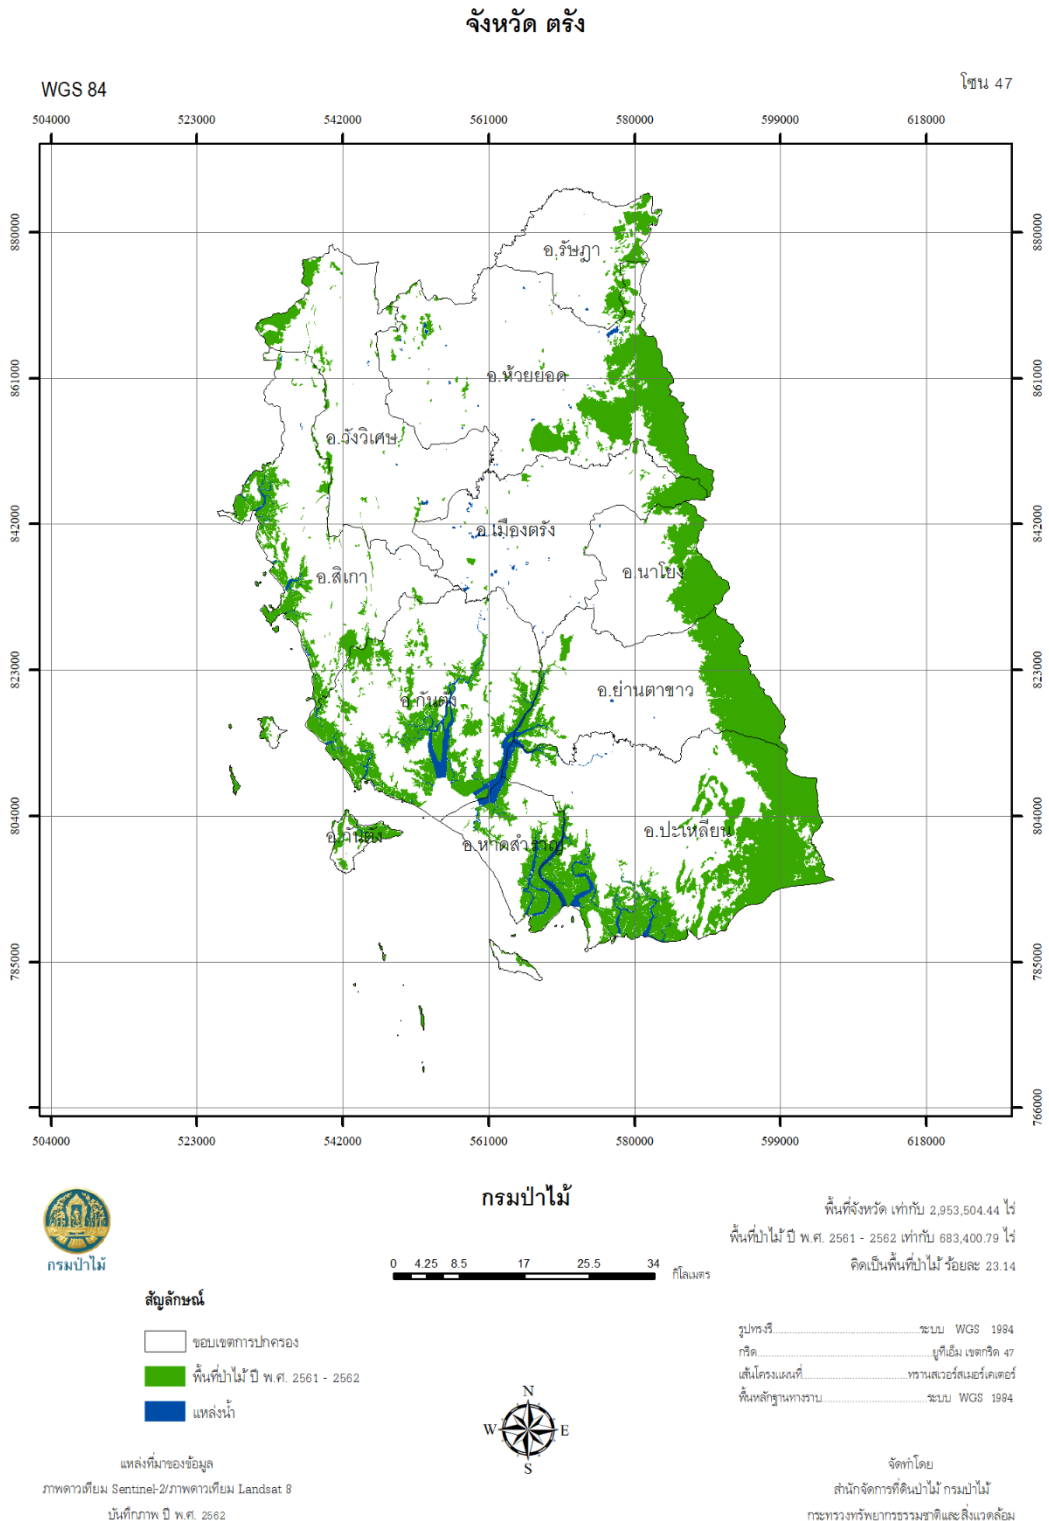 จังหวัด ตรัง
WGS 84
โซน 47
504000 523000 542000 561000 580000 599000 618000
880000 880000
อ.รัษฎา
861000 861000
อ.ห้วยยอด
อ.วังวิเศษ
842000 842000
อ.เมืองตรัง
อ.นาโยง
อ.สิเกา
823000 823000
อ.ย่านตาขาว
อ.กันตัง
804000 804000
อ.กันตัง
อ.หาดสำราญ
อ.ปะเหลียน
785000 785000
766000 766000
504000 523000 542000 561000 580000 599000 618000
กรมป่าไม้
กรมป่าไม้
0 4.25 8.5 17 25.5 34
กิโลเมตร
พื้นที่จังหวัด เท่ากับ 2,953,504.44 ไร่
พื้นที่ป่าไม้ ปี พ.ศ. 2561 - 2562 เท่ากับ 683,400.79 ไร่
คิดเป็นพื้นที่ป่าไม้ ร้อยละ 23.14
สัญลักษณ์
ขอบเขตการปกครอง
พื้นที่ป่าไม้ ปี พ.ศ. 2561 - 2562
แหล่งน้ำ
N
W E
S
รูปทรงรี..........ระบบ WGS 1984
กริด..........ยูทีเอ็ม เขตกริด 47
เส้นโครงแผนที่..........ทรานสเวอร์สเมอร์เคเตอร์
พื้นหลักฐานทางราบ..........ระบบ WGS 1984
แหล่งที่มาของข้อมูล
ภาพดาวเทียม Sentinel-2/ภาพดาวเทียม Landsat 8
บันทึกภาพ ปี พ.ศ. 2562
จัดทำโดย
สำนักจัดการที่ดินป่าไม้ กรมป่าไม้
กระทรวงทรัพยากรธรรมชาติและสิ่งแวดล้อม